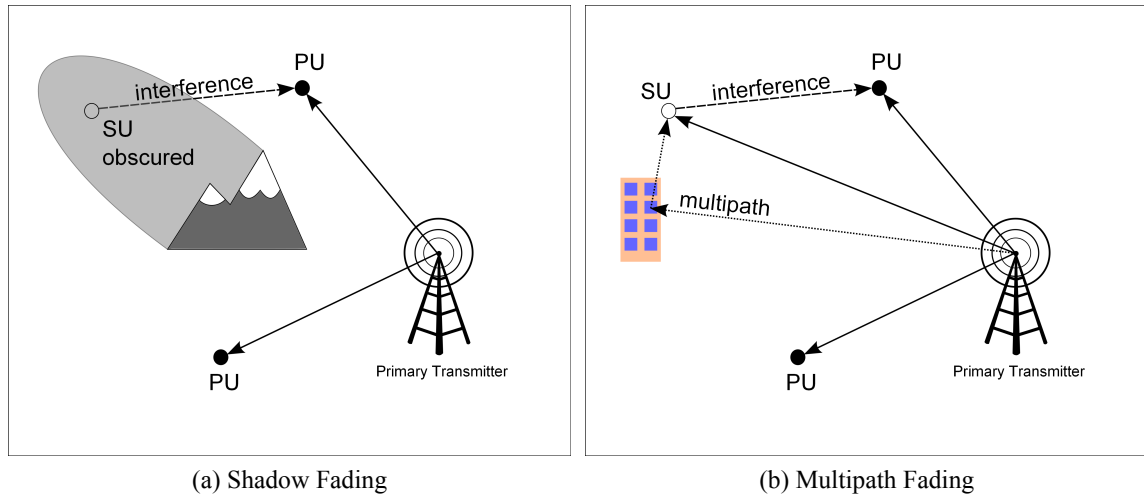 PU
interference
SU
obscured
PU
Primary Transmitter
(a) Shadow Fading
PU
interference
SU
multipath
PU
Primary Transmitter
(b) Multipath Fading